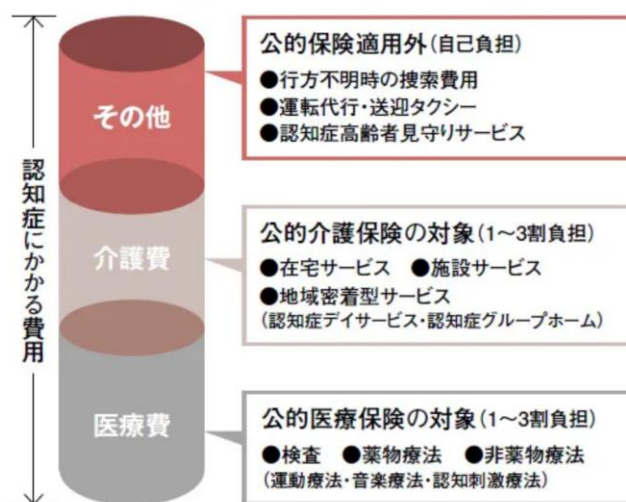 認知症にかかる費用
その他
公的保険適用外(自己負担)
●行方不明時の捜索費用
●運転代行・送迎タクシー
●認知症高齢者見守りサービス
介護費
公的介護保険の対象(1〜3割負担)
●在宅サービス ●施設サービス
●地域密着型サービス
(認知症デイサービス・認知症グループホーム)
医療費
公的医療保険の対象(1〜3割負担)
●検査 ●薬物療法 ●非薬物療法
(運動療法・音楽療法・認知刺激療法)